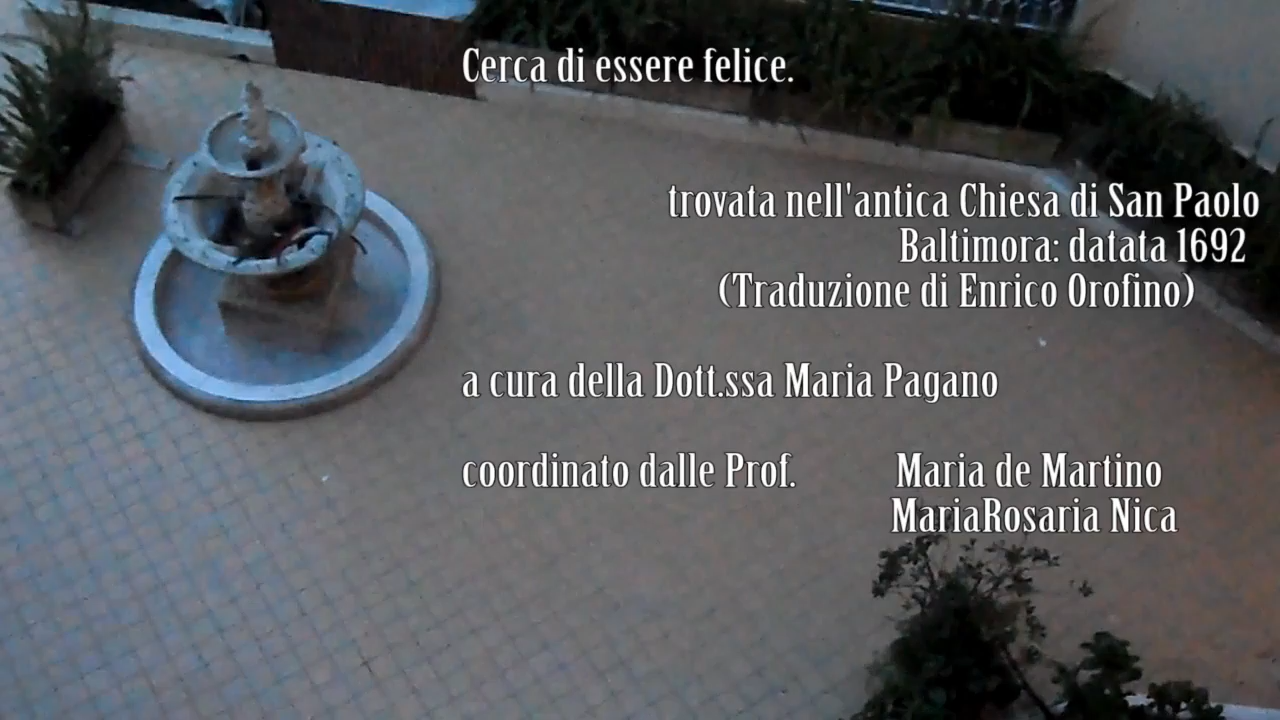 Cerca di essere felice.
trovata nell'antica Chiesa di San Paolo
Baltimora: datata 1692
(Traduzione di Enrico Orofino)
a cura della Dott.ssa Maria Pagano
coordinato dalle Prof. Maria de Martino
MariaRosaria Nica